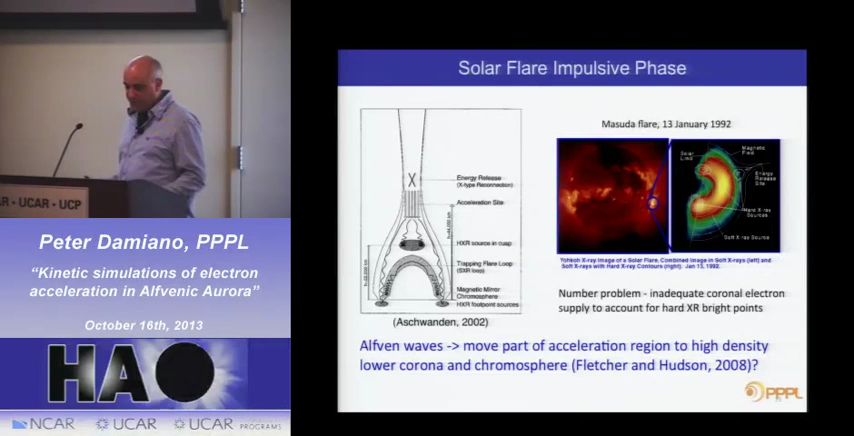 R - UCAR - UCP
Peter Damiano, PPPL
“Kinetic simulations of electron
acceleration in Alfvenic Aurora”
October 16th, 2013
HAO
NCAR
UCAR
UCAR PROGRAMS
Solar Flare Impulsive Phase
Energy Release
(X-type Reconnection)
Acceleration Site
HXR source in cusp
Trapping Flare Loop
(SXR loop)
Magnetic Mirror
Chromosphere
HXR footpoint sources
(Aschwanden, 2002)
Masuda flare, 13 January 1992
Solar
Limb
Magnetic
Field
Energy
Release
Site
Hard X-ray
Sources
Soft X-ray Source
Yohkoh X-ray Image of a Solar Flare, Combined Image in Soft X-rays (left) and
Soft X-rays with Hard X-ray Contours (right). Jan 13, 1992.
Number problem - inadequate coronal electron
supply to account for hard XR bright points
Alfven waves -> move part of acceleration region to high density
lower corona and chromosphere (Fletcher and Hudson, 2008)?
PPPL